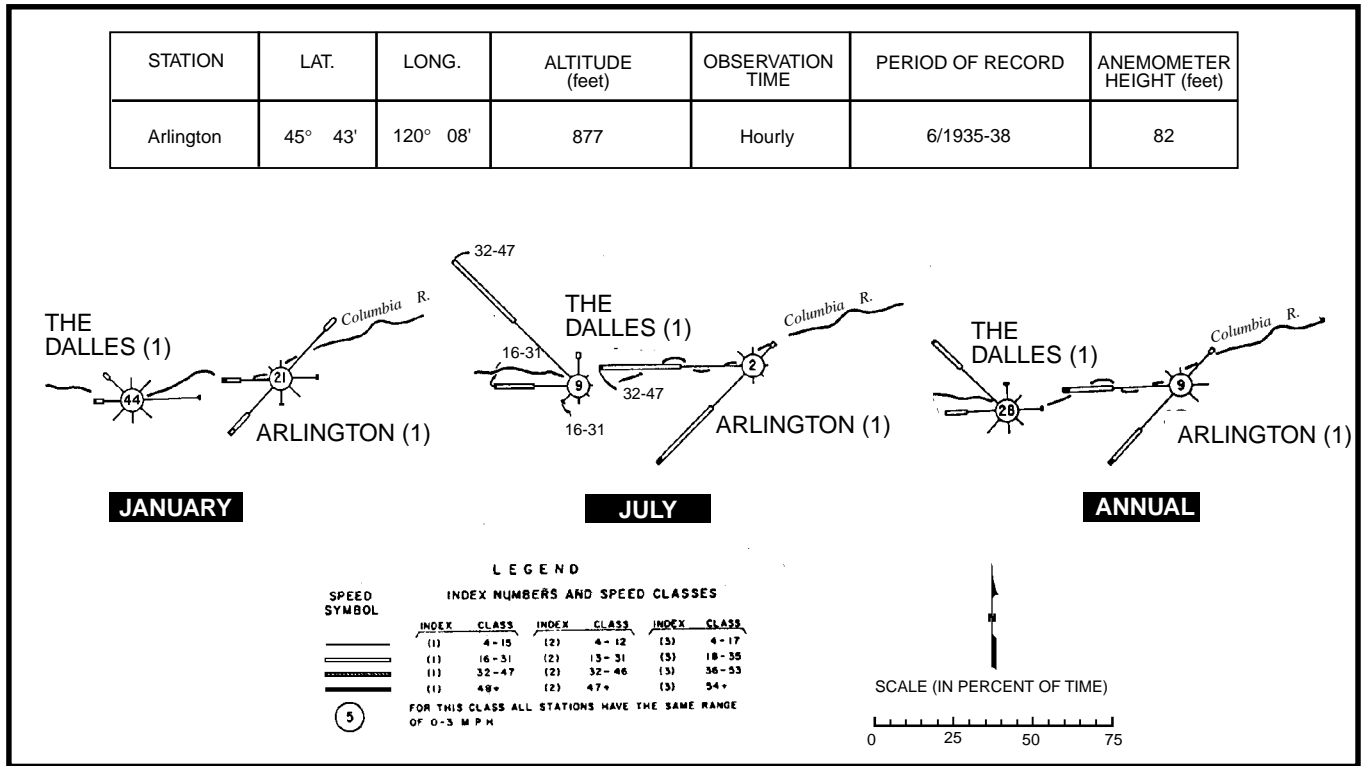 STATION LAT. LONG. ALTITUDE (feet) OBSERVATION TIME PERIOD OF RECORD ANEMOMETER HEIGHT (feet)
Arlington 45° 43' 120° 08' 877 Hourly 6/1935-38 82
THE DALLES (1)
44
21
Columbia R.
ARLINGTON (1)
JANUARY
32-47
THE DALLES (1)
16-31
9
16-31
32-47
2
Columbia R.
ARLINGTON (1)
JULY
THE DALLES (1)
28
9
Columbia R.
ARLINGTON (1)
ANNUAL
LEGEND
SPEED SYMBOL
INDEX NUMBERS AND SPEED CLASSES
INDEX CLASS INDEX CLASS INDEX CLASS
(1) 4-15 (2) 4-12 (3) 4-17
(1) 16-31 (2) 13-31 (3) 18-35
(1) 32-47 (2) 32-46 (3) 36-53
(1) 48+ (2) 47+ (3) 54+
5
FOR THIS CLASS ALL STATIONS HAVE THE SAME RANGE
OF 0-3 MPH
N
SCALE (IN PERCENT OF TIME)
0 25 50 75